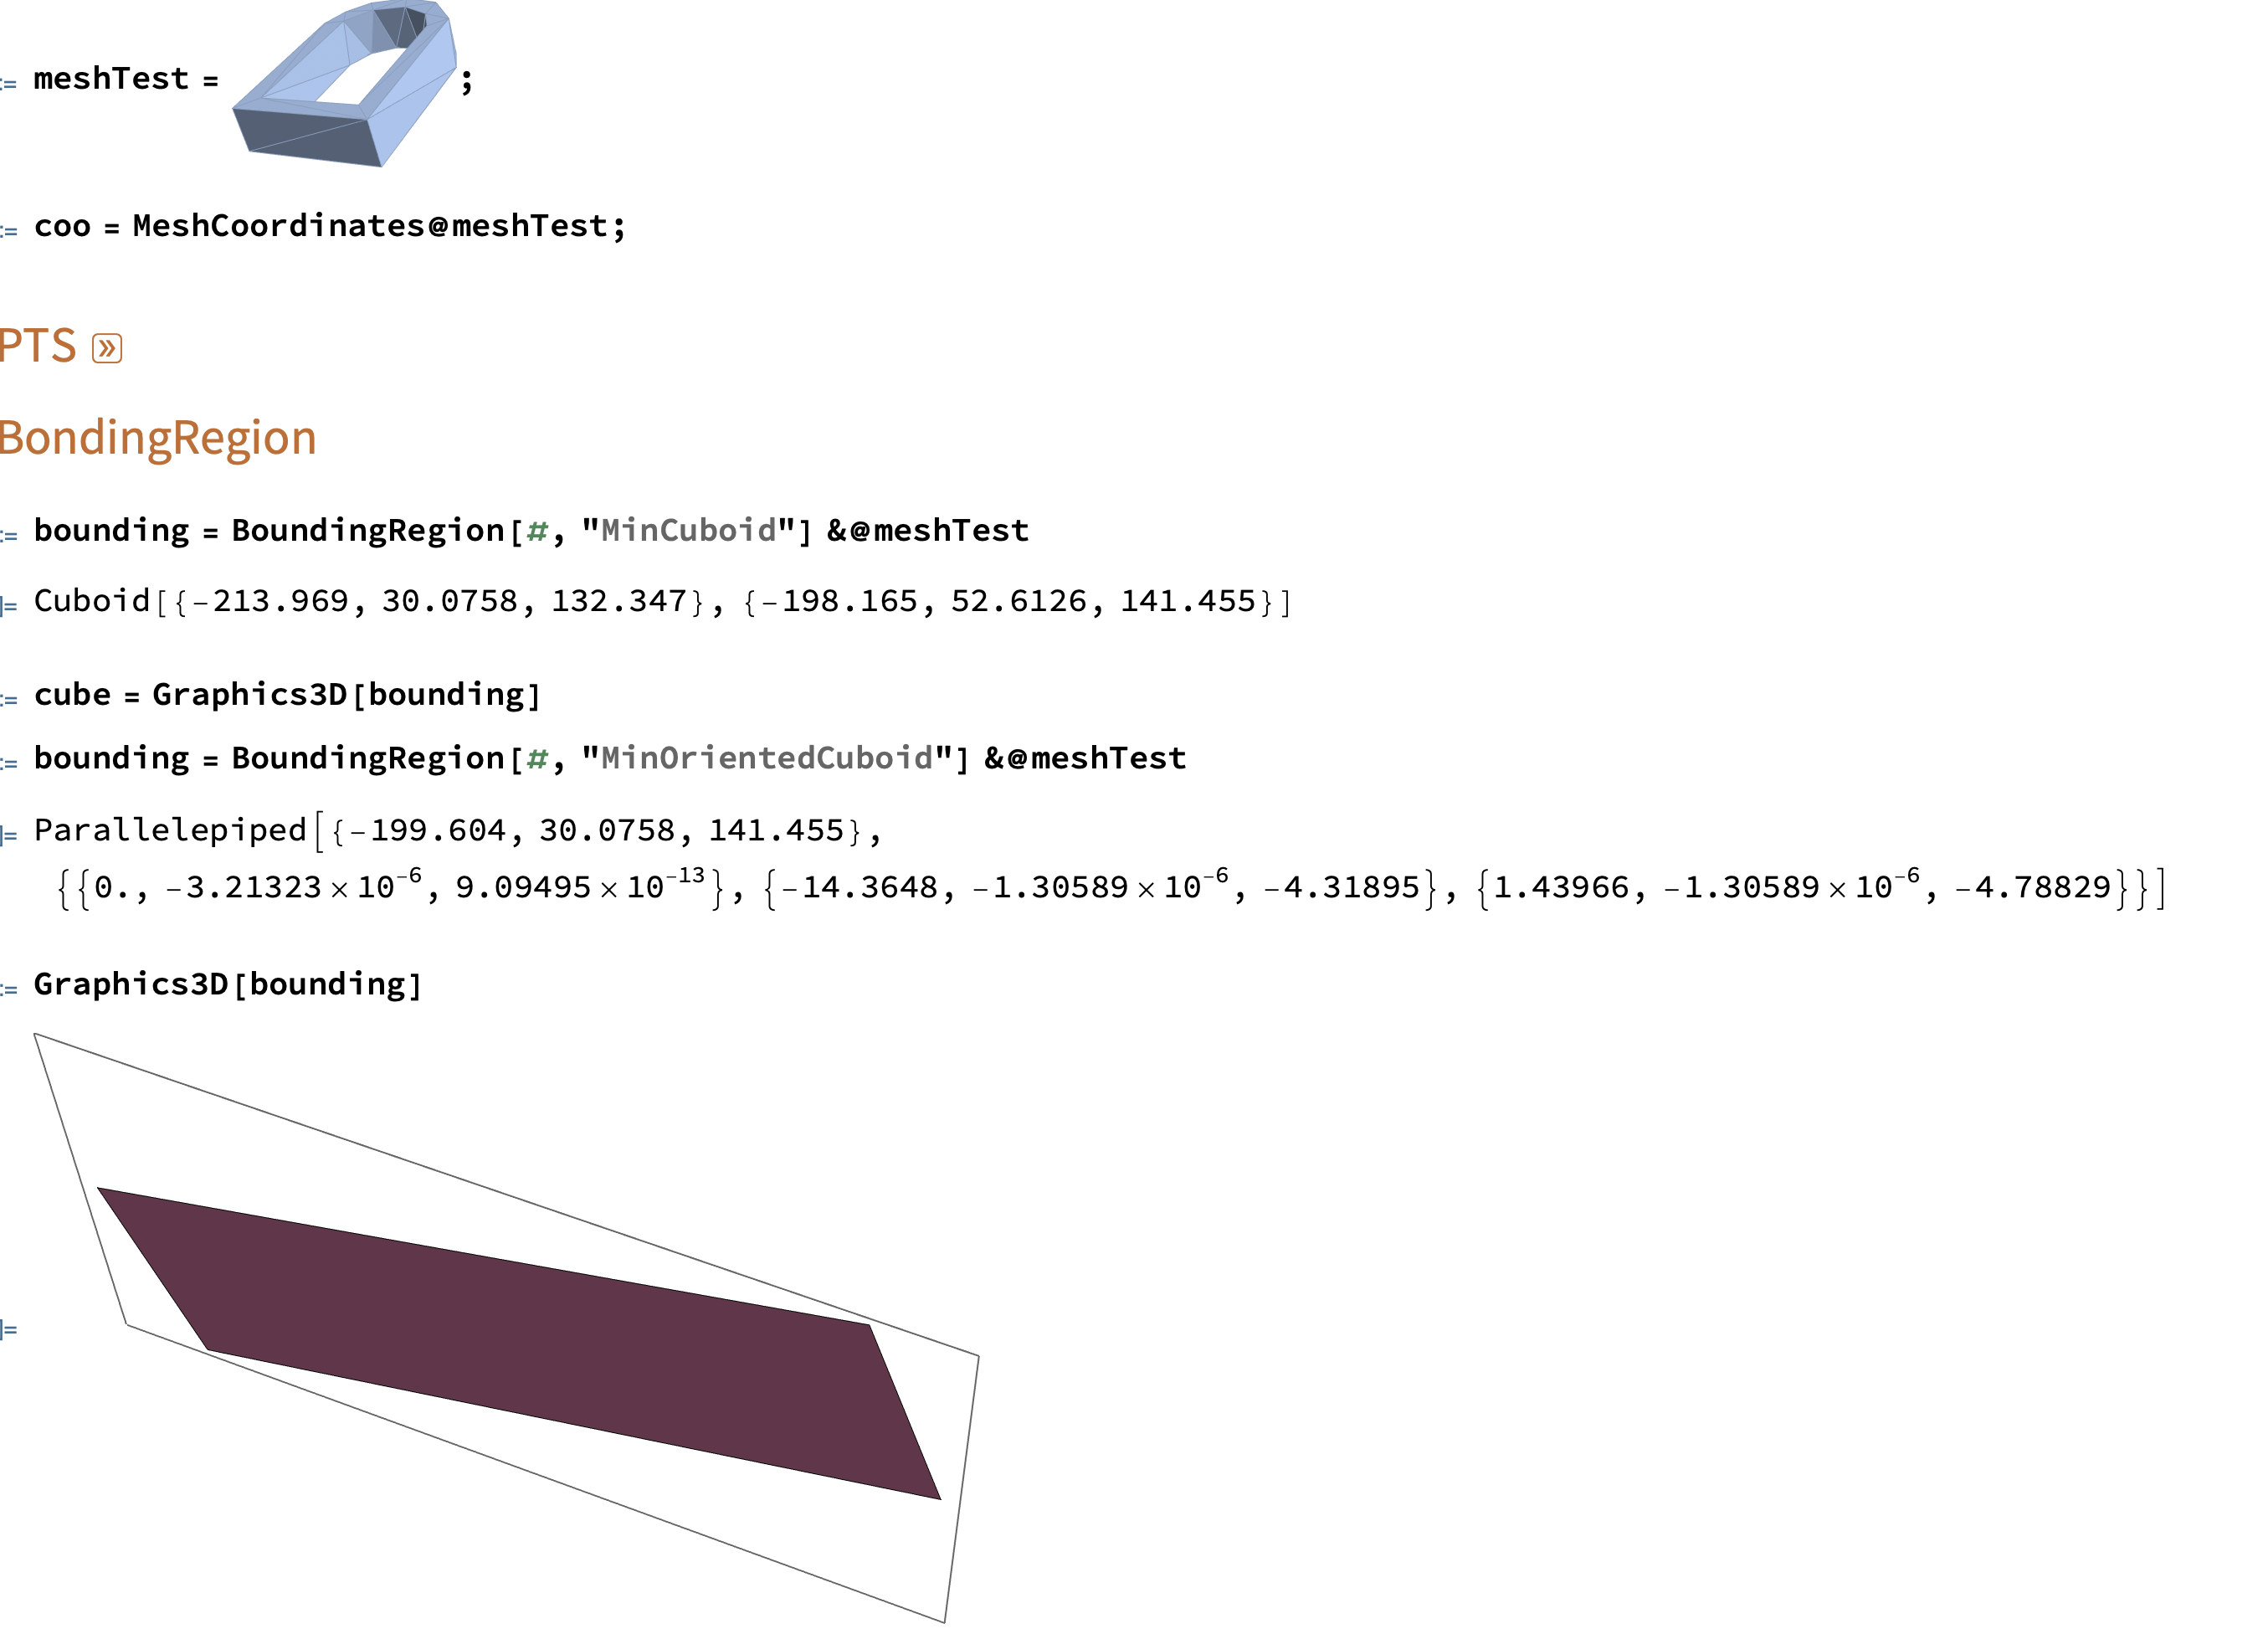 := meshTest = ;
:= coo = MeshCoordinates@meshTest;
PTS »
BondingRegion
:= bounding = BoundingRegion[#, "MinCuboid"] &@meshTest
]= Cuboid[{-213.969, 30.0758, 132.347}, {-198.165, 52.6126, 141.455}]
:= cube = Graphics3D[bounding]
:= bounding = BoundingRegion[#, "MinOrientedCuboid"] &@meshTest
]= Parallelepiped[{-199.604, 30.0758, 141.455},
{{0., -3.21323×10⁻⁶, 9.09495×10⁻¹³}, {-14.3648, -1.30589×10⁻⁶, -4.31895}, {1.43966, -1.30589×10⁻⁶, -4.78829}}]
:= Graphics3D[bounding]
]=